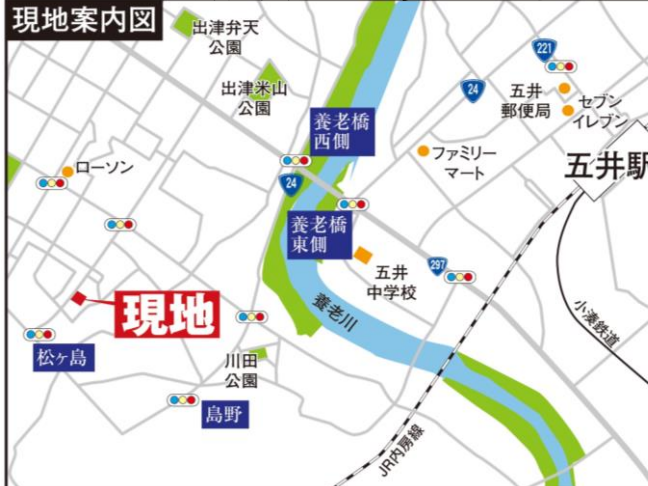 現地案内図
出津弁天
公園
出津米山
公園
養老橋
西側
24
221
24
五井
郵便局
セブン
イレブン
ファミリー
マート
五井駅
ローソン
養老橋
東側
五井
中学校
297
現地
養老川
小湊鉄道
松ヶ島
川田
公園
島野
JR内房線